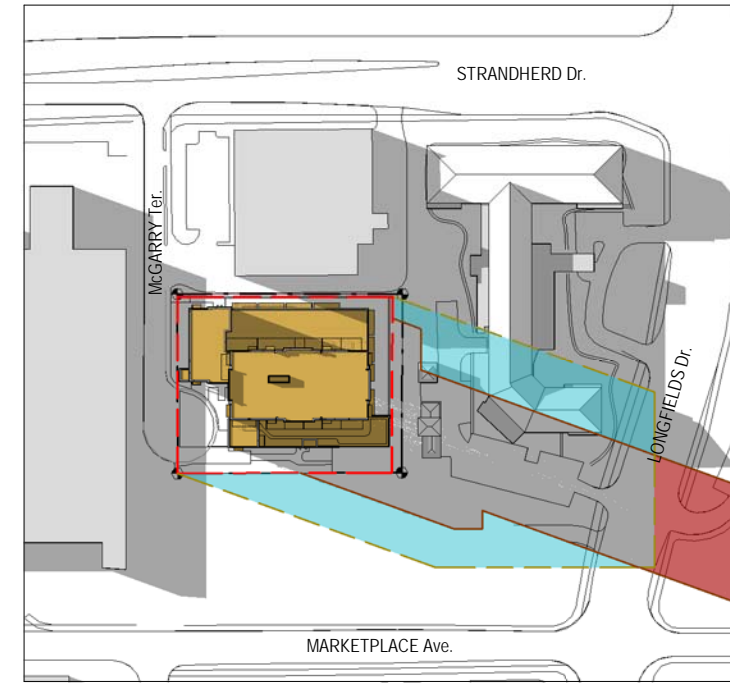 STRANDHERD Dr.
McGARRY Ter.
LONGFIELDS Dr.
MARKETPLACE Ave.